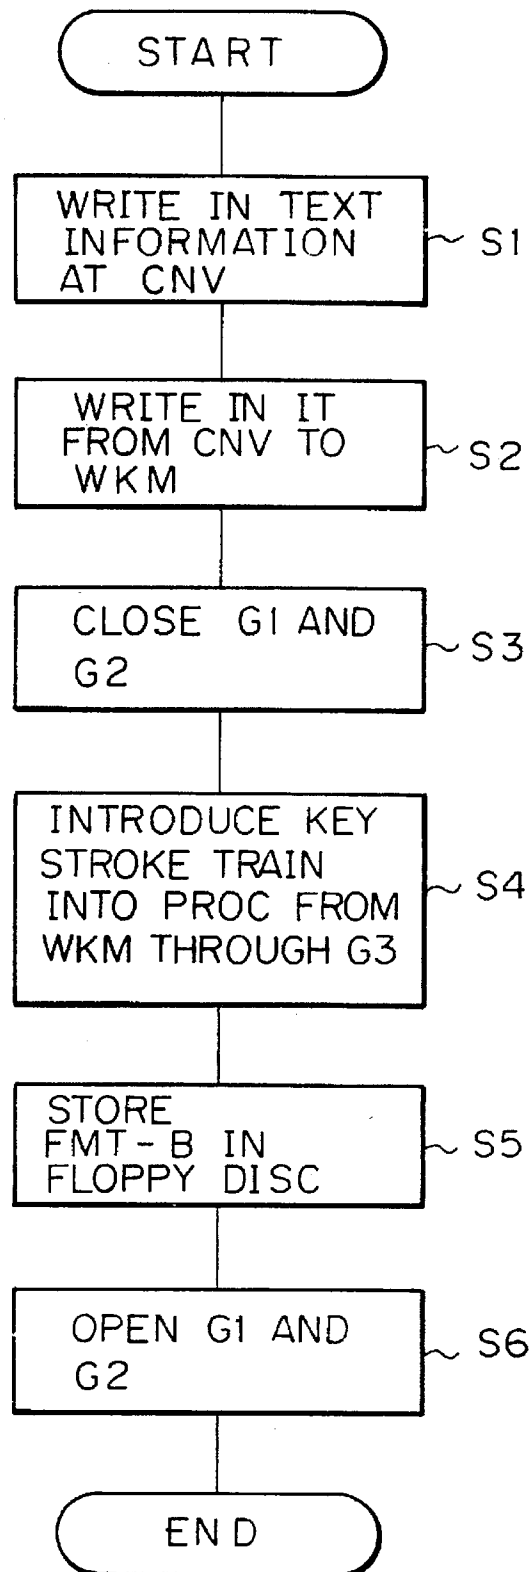 START
WRITE IN TEXT
INFORMATION
AT CNV
S1
WRITE IN IT
FROM CNV TO
WKM
S2
CLOSE G1 AND
G2
S3
INTRODUCE KEY
STROKE TRAIN
INTO PROC FROM
WKM THROUGH G3
S4
STORE
FMT-B IN
FLOPPY DISC
S5
OPEN G1 AND
G2
S6
END